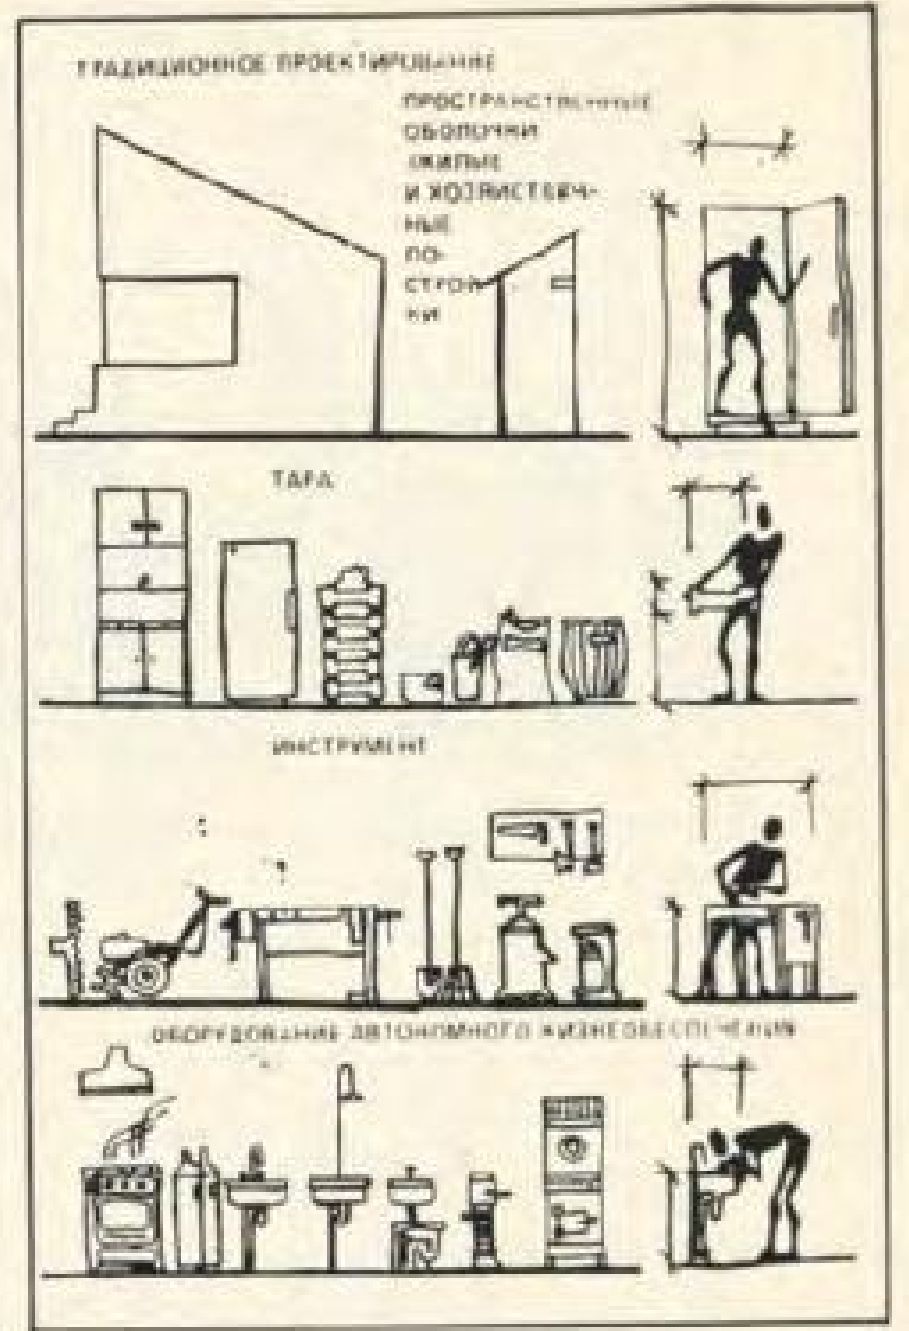 ТРАДИЦИОННОЕ ПРОЕКТИРОВАНИЕ
ПРОСТРАНСТВЕННЫЕ
ОБОЛОЧКИ
(ЖИЛЫЕ
И ХОЗЯЙСТВЕН-
НЫЕ
ПО-
СТРОЙ-
КИ
ТАРА
ИНСТРУМЕНТ
ОБОРУДОВАНИЕ АВТОНОМНОГО ЖИЗНЕОБЕСПЕЧЕНИЯ